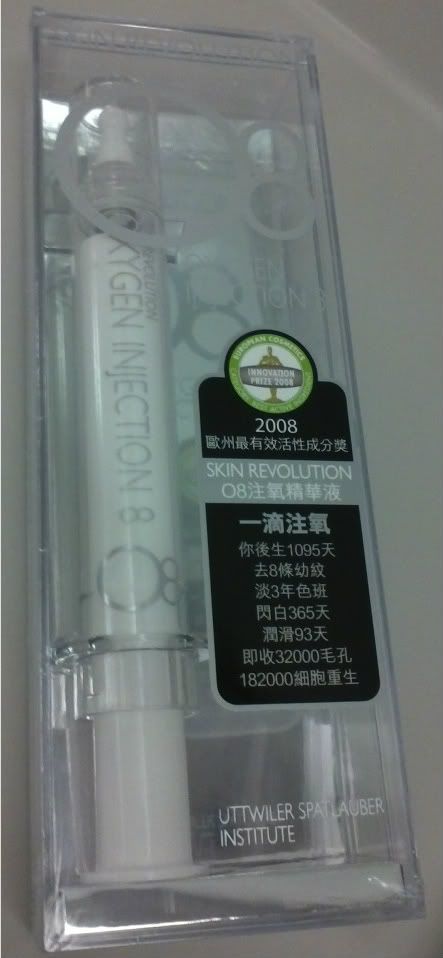 O8
OXYGEN INJECTION 8
REVOLUTION
EUROPEAN COSMETICS
INNOVATION
PRIZE 2008
2008
歐州最有效活性成分獎
SKIN REVOLUTION
O8注氧精華液
一滴注氧
你後生1095天
去8條幼紋
淡3年色班
閃白365天
潤滑93天
即收32000毛孔
182000細胞重生
UTTWILER SPATLAUBER
INSTITUTE